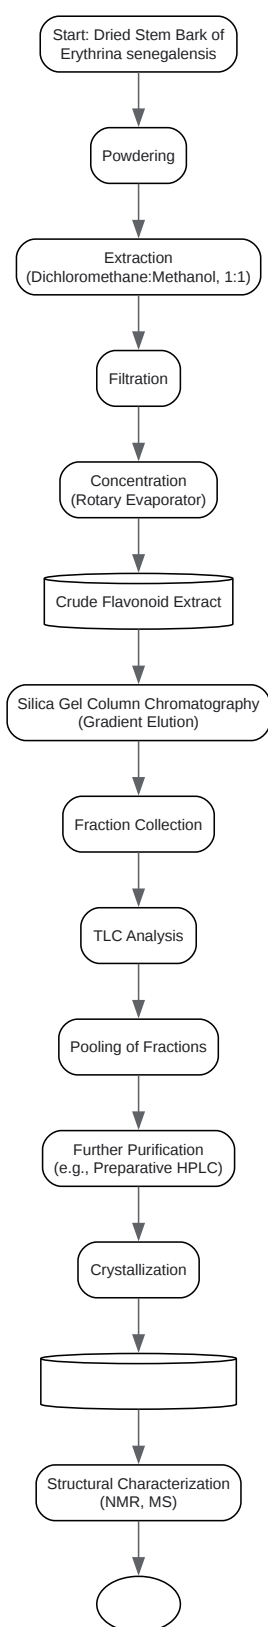 Start: Dried Stem Bark of
Erythrina senegalensis
Powdering
Extraction
(Dichloromethane:Methanol, 1:1)
Filtration
Concentration
(Rotary Evaporator)
Crude Flavonoid Extract
Silica Gel Column Chromatography
(Gradient Elution)
Fraction Collection
TLC Analysis
Pooling of Fractions
Further Purification
(e.g., Preparative HPLC)
Crystallization
Structural Characterization
(NMR, MS)